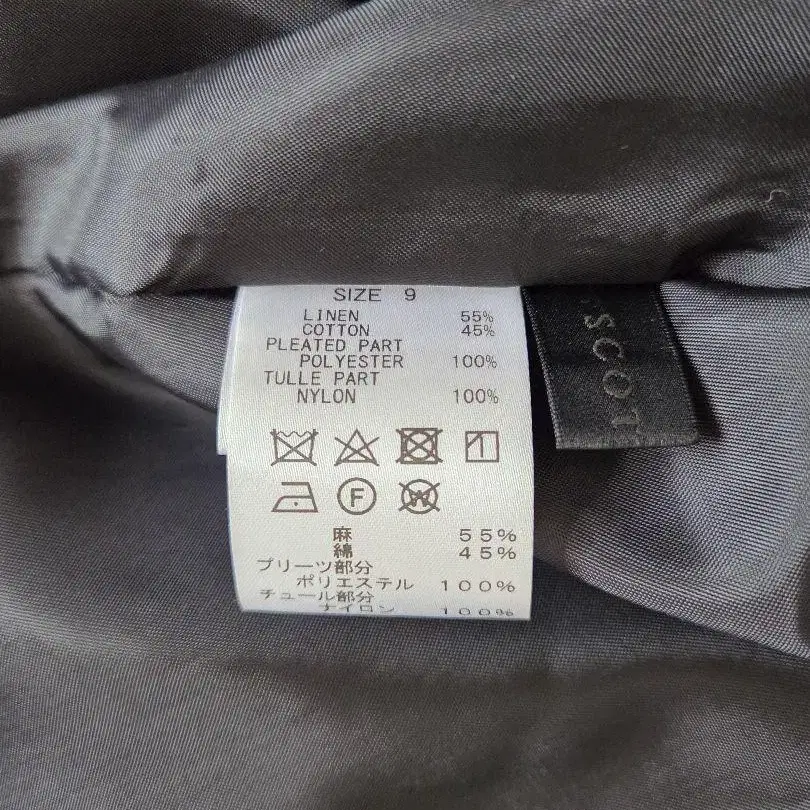 SIZE 9
LINEN 55%
COTTON 45%
PLEATED PART
POLYESTER 100%
TULLE PART
NYLON 100%
F
W
麻 55%
綿 45%
プリーツ部分
ポリエステル 100%
チュール部分
ナイロン 100%